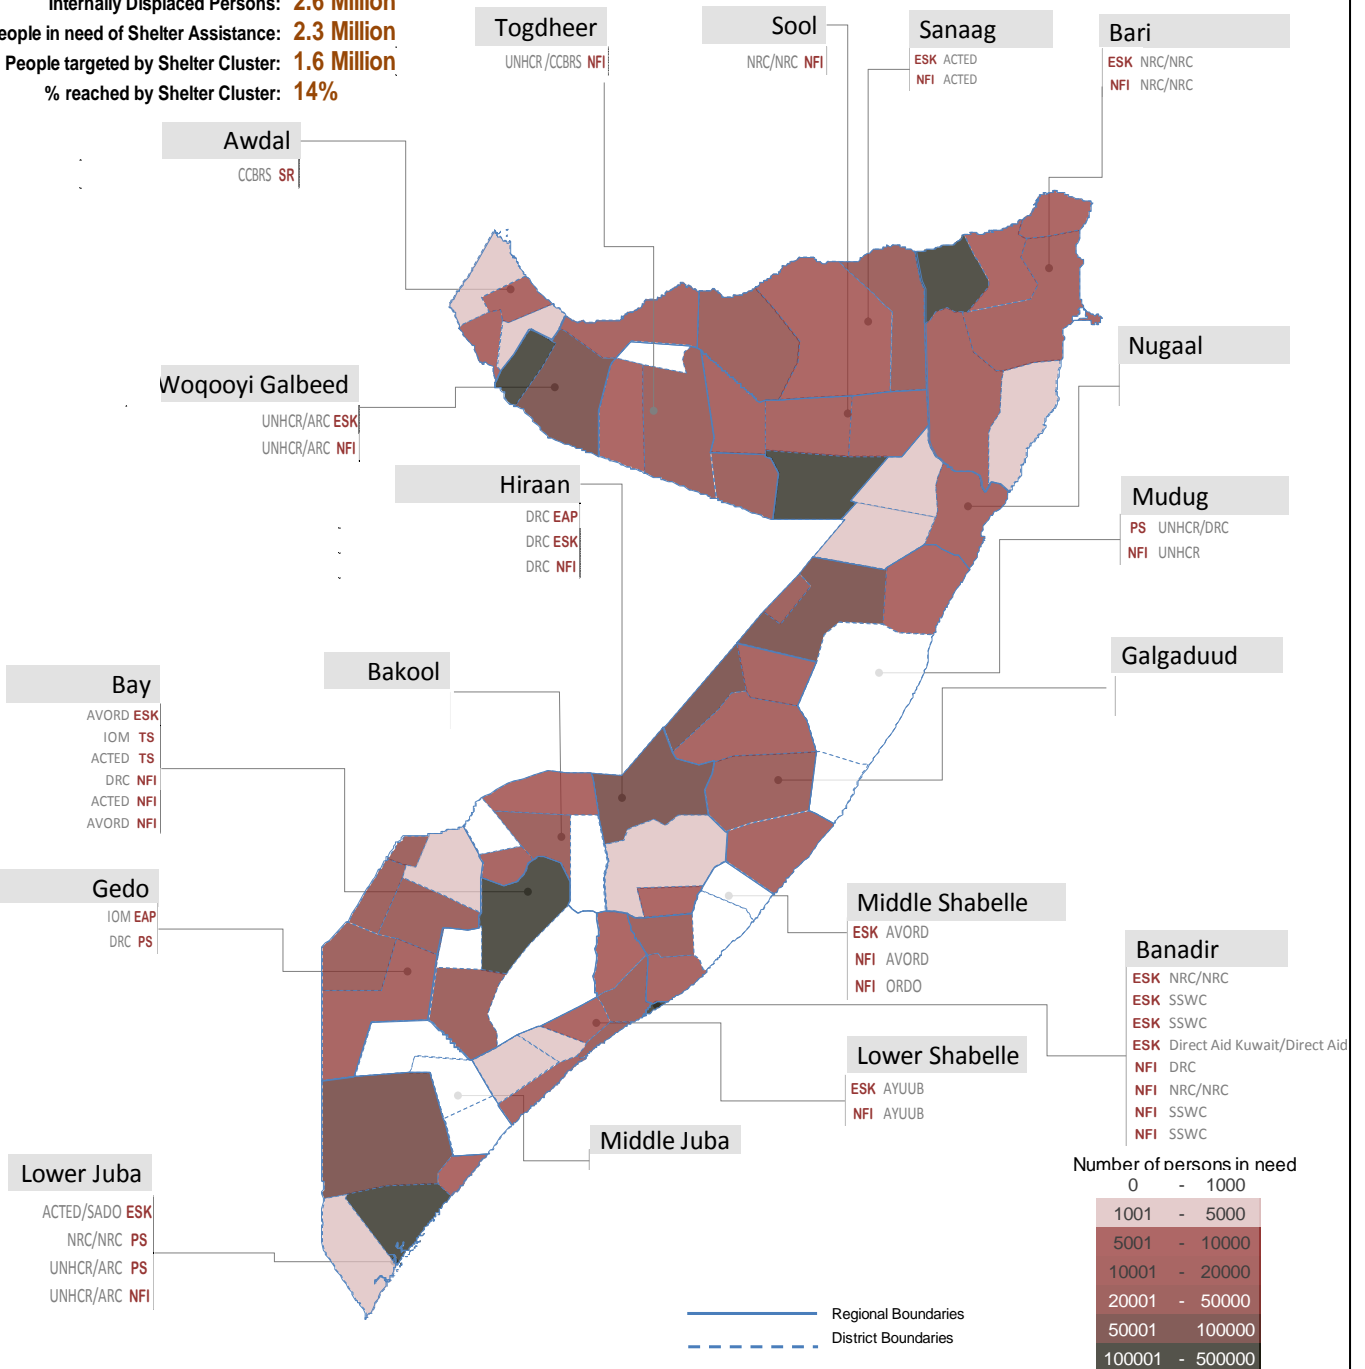 Internally Displaced Persons: 2.6 Million
People in need of Shelter Assistance: 2.3 Million
People targeted by Shelter Cluster: 1.6 Million
% reached by Shelter Cluster: 14%
Togdheer
UNHCR /CCBRS NFI
Sool
NRC/NRC NFI
Sanaag
ESK ACTED
NFI ACTED
Bari
ESK NRC/NRC
NFI NRC/NRC
Awdal
CCBRS SR
Nugaal
Woqooyi Galbeed
UNHCR/ARC ESK
UNHCR/ARC NFI
Hiraan
DRC EAP
DRC ESK
DRC NFI
Mudug
PS UNHCR/DRC
NFI UNHCR
Galgaduud
Bakool
Bay
AVORD ESK
IOM TS
ACTED TS
DRC NFI
ACTED NFI
AVORD NFI
Gedo
IOM EAP
DRC PS
Middle Shabelle
ESK AVORD
NFI AVORD
NFI ORDO
Banadir
ESK NRC/NRC
ESK SSWC
ESK SSWC
ESK Direct Aid Kuwait/Direct Aid
NFI DRC
NFI NRC/NRC
NFI SSWC
NFI SSWC
Lower Shabelle
ESK AYUUB
NFI AYUUB
Middle Juba
Lower Juba
ACTED/SADO ESK
NRC/NRC PS
UNHCR/ARC PS
UNHCR/ARC NFI
Number of persons in need
0 - 1000
1001 - 5000
5001 - 10000
10001 - 20000
20001 - 50000
50001 100000
100001 - 500000
Regional Boundaries
District Boundaries